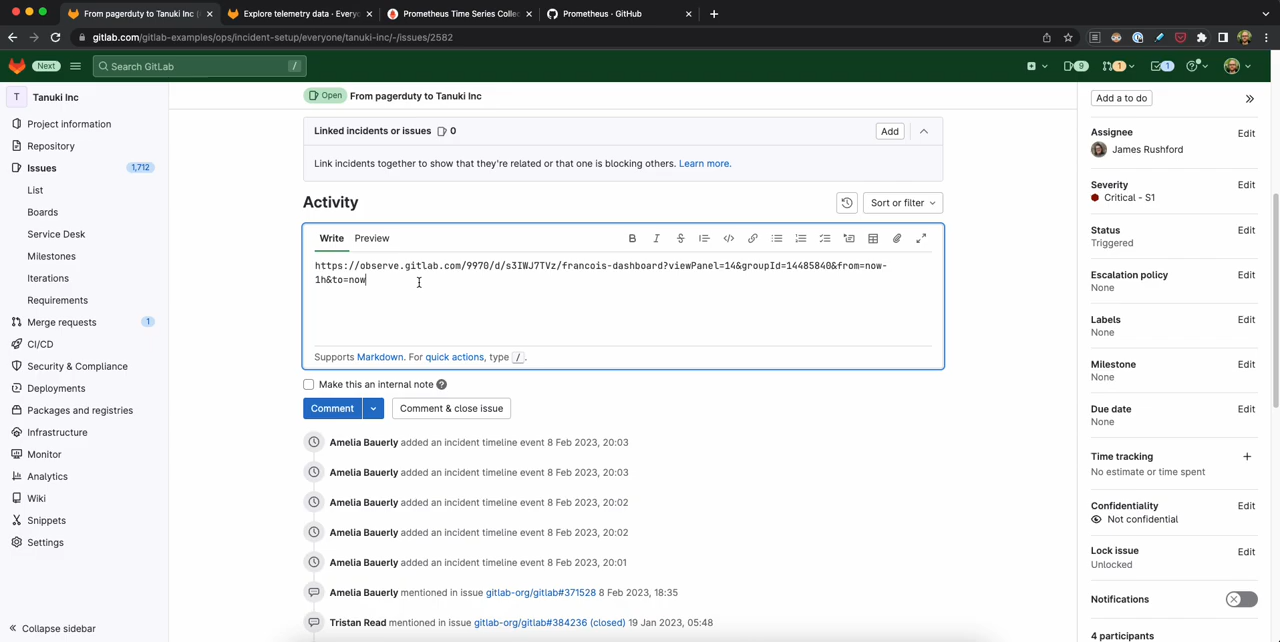 From pagerduty to Tanuki Inc (
Explore telemetry data · Every
Prometheus Time Series Collec
Prometheus · GitHub
gitlab.com/gitlab-examples/ops/incident-setup/everyone/tanuki-inc/-/issues/2582
Next
Search GitLab
/
9
1
1
T
Tanuki Inc
Project information
Repository
Issues
1,712
List
Boards
Service Desk
Milestones
Iterations
Requirements
Merge requests
1
CI/CD
Security & Compliance
Deployments
Packages and registries
Infrastructure
Monitor
Analytics
Wiki
Snippets
Settings
Collapse sidebar
Open
From pagerduty to Tanuki Inc
Linked incidents or issues
0
Add
Link incidents together to show that they're related or that one is blocking others. Learn more.
Activity
Sort or filter
Write
Preview
https://observe.gitlab.com/9970/d/s3IWJ7TVz/francois-dashboard?viewPanel=14&groupId=14485840&from=now-
1h&to=now
Supports Markdown. For quick actions, type /.
Make this an internal note
Comment
Comment & close issue
Amelia Bauerly added an incident timeline event 8 Feb 2023, 20:03
Amelia Bauerly added an incident timeline event 8 Feb 2023, 20:03
Amelia Bauerly added an incident timeline event 8 Feb 2023, 20:02
Amelia Bauerly added an incident timeline event 8 Feb 2023, 20:02
Amelia Bauerly added an incident timeline event 8 Feb 2023, 20:01
Amelia Bauerly mentioned in issue gitlab-org/gitlab#371528 8 Feb 2023, 18:35
Tristan Read mentioned in issue gitlab-org/gitlab#384236 (closed) 19 Jan 2023, 05:48
Add a to do
Assignee
Edit
James Rushford
Severity
Edit
Critical - S1
Status
Edit
Triggered
Escalation policy
Edit
None
Labels
Edit
None
Milestone
Edit
None
Due date
Edit
None
Time tracking
No estimate or time spent
Confidentiality
Edit
Not confidential
Lock issue
Edit
Unlocked
Notifications
4 participants